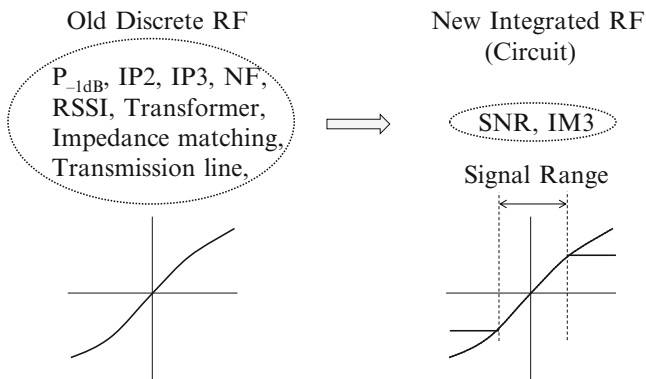 Old Discrete RF
P–1dB, IP2, IP3, NF,
RSSI, Transformer,
Impedance matching,
Transmission line,
New Integrated RF
(Circuit)
SNR, IM3
Signal Range